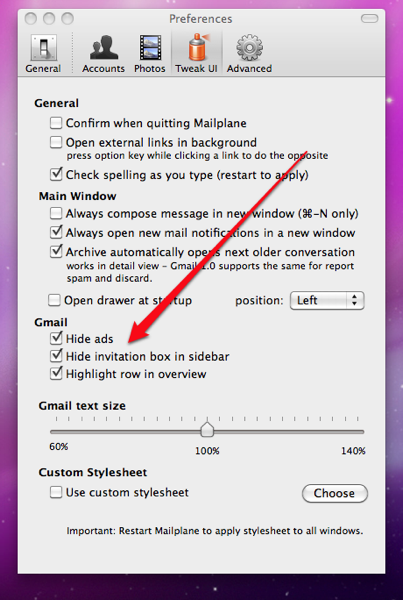 Preferences
General Accounts Photos Tweak UI Advanced
General
Confirm when quitting Mailplane
Open external links in background
press option key while clicking a link to do the opposite
Check spelling as you type (restart to apply)
Main Window
Always compose message in new window (⌘-N only)
Always open new mail notifications in a new window
Archive automatically opens next older conversation
works in detail view - Gmail 2.0 supports the same for report
spam and discard.
Open drawer at startup position: Left
Gmail
Hide ads
Hide invitation box in sidebar
Highlight row in overview
Gmail text size
60% 100% 140%
Custom Stylesheet
Use custom stylesheet Choose
Important: Restart Mailplane to apply stylesheet to all windows.